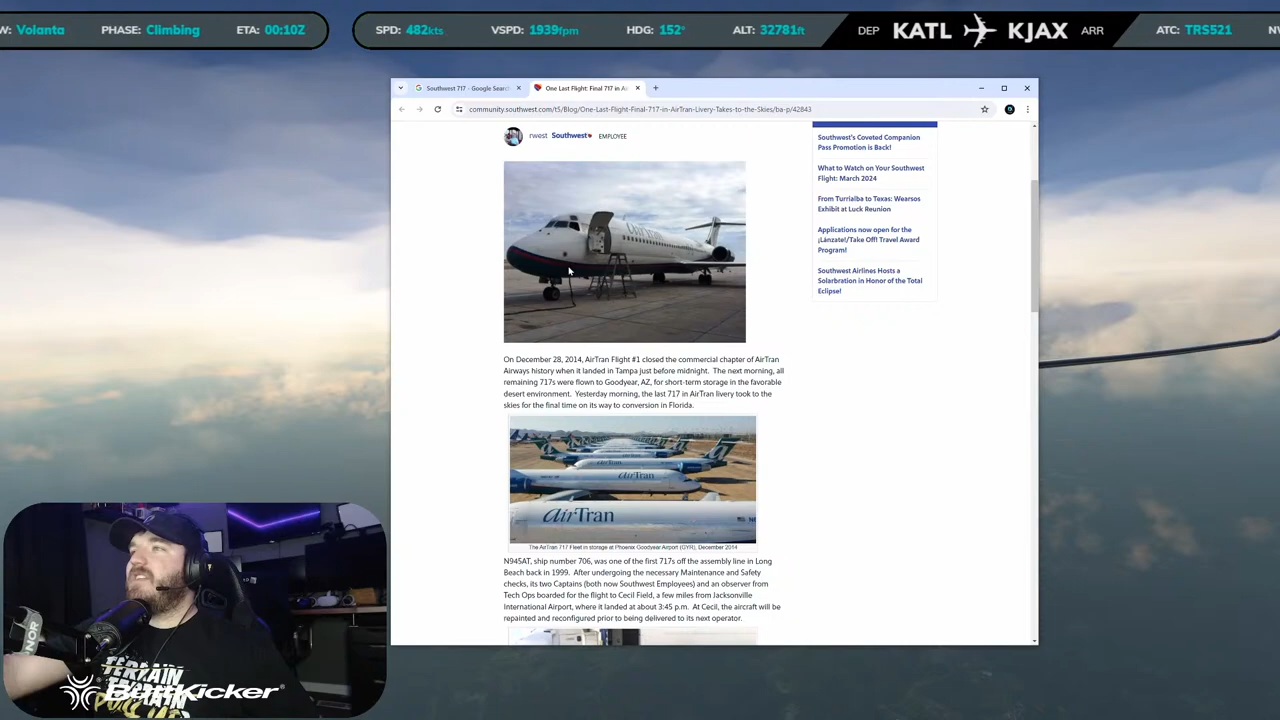 W: Volanta PHASE: Climbing ETA: 00:10Z SPD: 482kts VSPD: 1939fpm HDG: 152° ALT: 32781ft DEP KATL KJAX ARR ATC: TRS521
Southwest 717 - Google Searc
One Last Flight: Final 717 in Ai
community.southwest.com/t5/Blog/One-Last-Flight-Final-717-in-AirTran-Livery-Takes-to-the-Skies/ba-p/42843
rwest Southwest EMPLOYEE
Southwest's Coveted Companion
Pass Promotion is Back!
What to Watch on Your Southwest
Flight: March 2024
From Turrialba to Texas: Wearsos
Exhibit at Luck Reunion
Applications now open for the
¡Lánzate!/Take Off! Travel Award
Program!
Southwest Airlines Hosts a
Solarbration in Honor of the Total
Eclipse!
On December 28, 2014, AirTran Flight #1 closed the commercial chapter of AirTran
Airways history when it landed in Tampa just before midnight. The next morning, all
remaining 717s were flown to Goodyear, AZ, for short-term storage in the favorable
desert environment. Yesterday morning, the last 717 in AirTran livery took to the
skies for the final time on its way to conversion in Florida.
AirTran
airTran
The AirTran 717 Fleet in storage at Phoenix Goodyear Airport (GYR), December 2014
N945AT, ship number 706, was one of the first 717s off the assembly line in Long
Beach back in 1999. After undergoing the necessary Maintenance and Safety
checks, its two Captains (both now Southwest Employees) and an observer from
Tech Ops boarded for the flight to Cecil Field, a few miles from Jacksonville
International Airport, where it landed at about 3:45 p.m. At Cecil, the aircraft will be
repainted and reconfigured prior to being delivered to its next operator.
TERRAIN
TERRAIN
ButtKicker